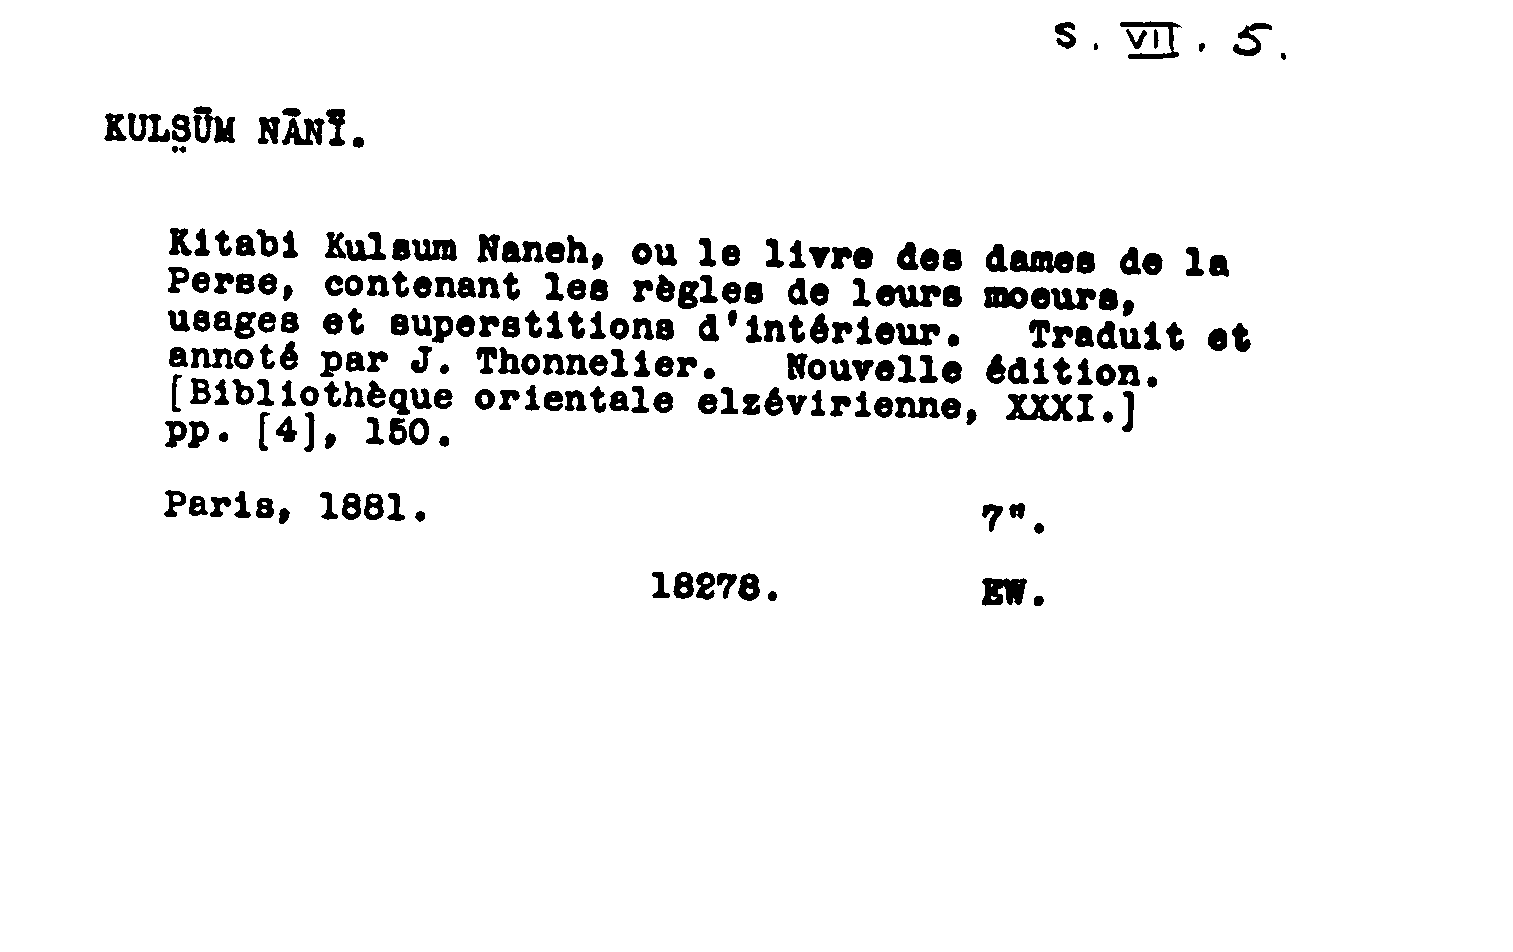 S. VII. 5.
KULS̤ŪM NĀNĪ.
Kitabi Kulsum Naneh, ou le livre des dames de la
Perse, contenant les règles de leurs moeurs,
usages et superstitions d'intérieur. Traduit et
annoté par J. Thonnelier. Nouvelle édition.
[Bibliothèque orientale elzévirienne, XXXI.]
pp. [4], 150.
Paris, 1881. 7".
18278. EW.